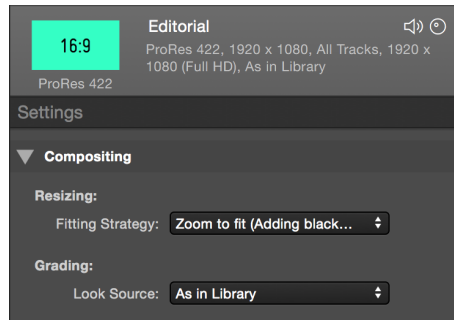 Editorial
16:9
ProRes 422, 1920 x 1080, All Tracks, 1920 x
1080 (Full HD), As in Library
ProRes 422
Settings
Compositing
Resizing:
Fitting Strategy: Zoom to fit (Adding black...
Grading:
Look Source: As in Library